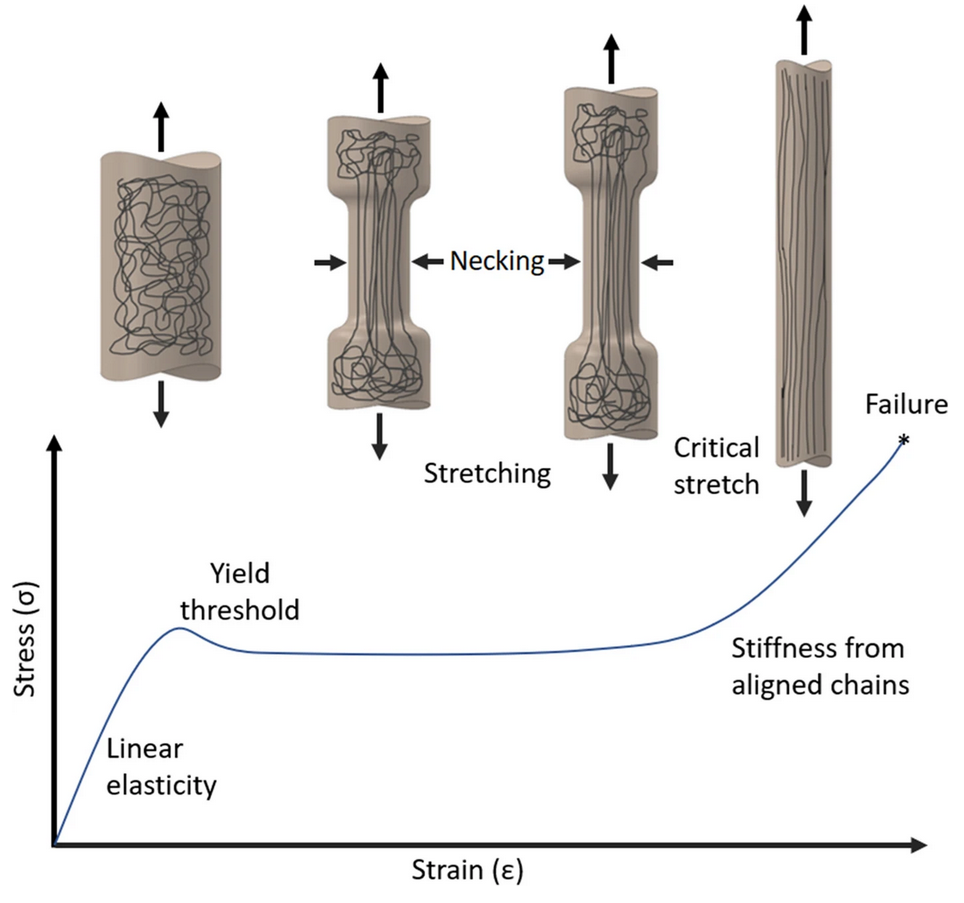 Necking
Failure
Stretching
Critical
stretch
Yield
threshold
Stress (σ)
Stiffness from
aligned chains
Linear
elasticity
Strain (ε)
*